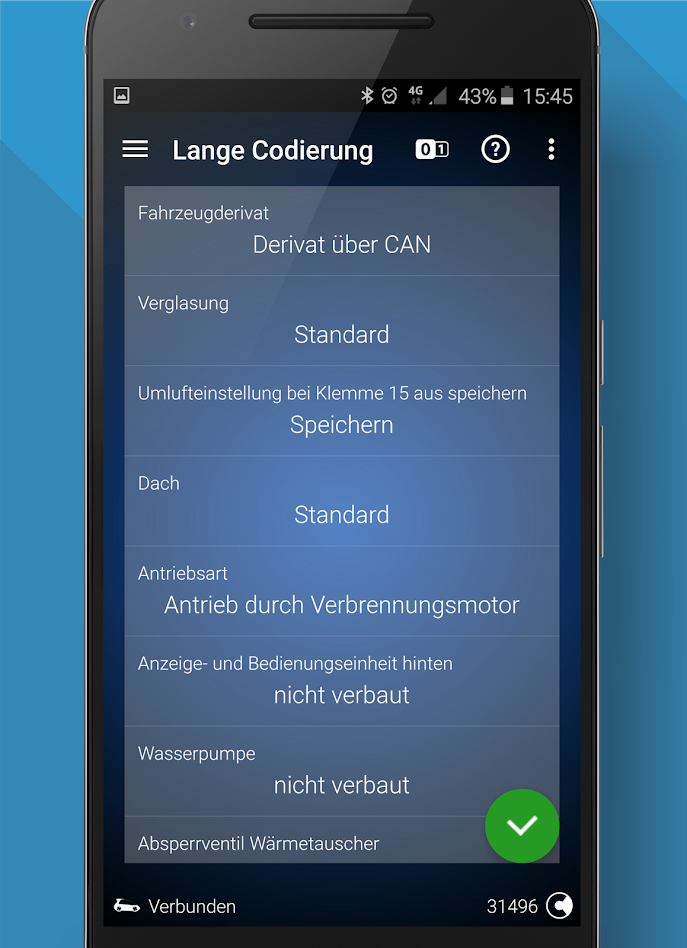 4G 43% 15:45
Lange Codierung 01
Fahrzeugderivat
Derivat über CAN
Verglasung
Standard
Umlufteinstellung bei Klemme 15 aus speichern
Speichern
Dach
Standard
Antriebsart
Antrieb durch Verbrennungsmotor
Anzeige- und Bedienungseinheit hinten
nicht verbaut
Wasserpumpe
nicht verbaut
Absperrventil Wärmetauscher
Verbunden 31496